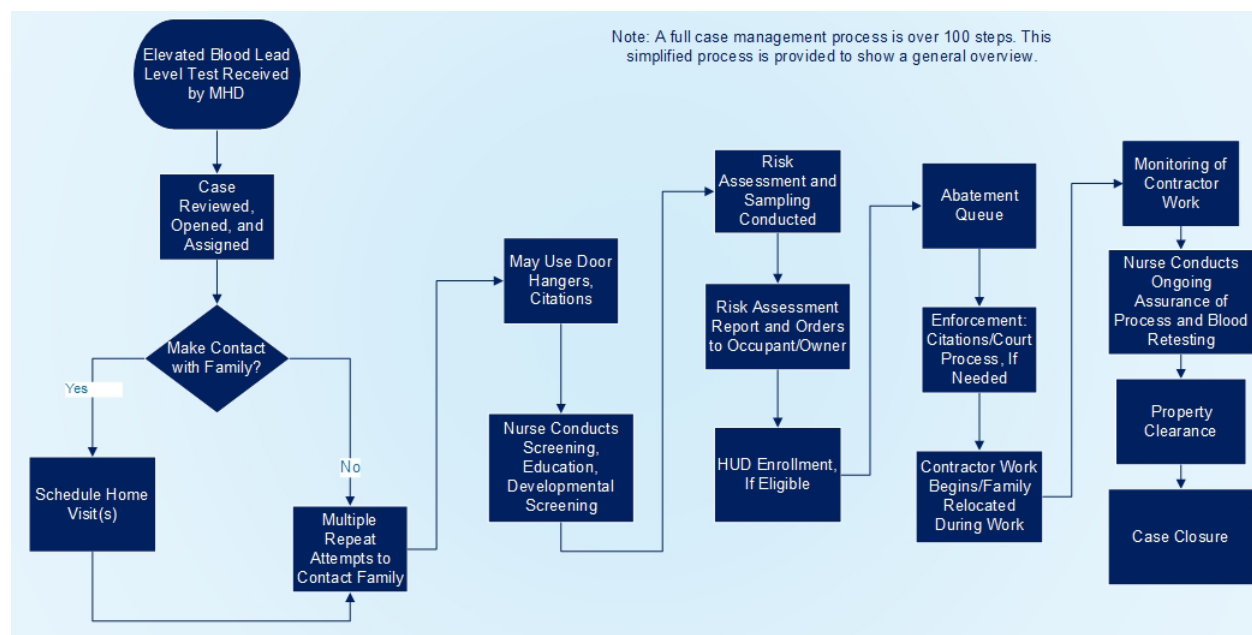 Note: A full case management process is over 100 steps. This
simplified process is provided to show a general overview.
Elevated Blood Lead
Level Test Received
by MHD
Case
Reviewed,
Opened, and
Assigned
Make Contact
with Family?
Yes
No
Schedule Home
Visit(s)
Multiple
Repeat
Attempts to
Contact Family
May Use Door
Hangers,
Citations
Nurse Conducts
Screening,
Education,
Developmental
Screening
Risk
Assessment and
Sampling
Conducted
Risk Assessment
Report and Orders
to Occupant/Owner
HUD Enrollment,
If Eligible
Abatement
Queue
Enforcement:
Citations/Court
Process, If
Needed
Contractor Work
Begins/Family
Relocated
During Work
Monitoring of
Contractor
Work
Nurse Conducts
Ongoing
Assurance of
Process and Blood
Retesting
Property
Clearance
Case Closure